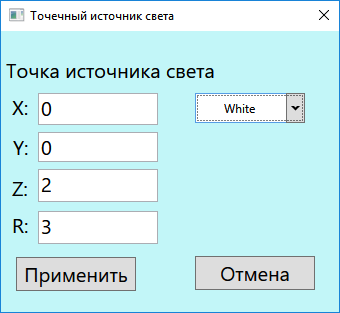 Точечный источник света
Точка источника света
X: 0 White
Y: 0
Z: 2
R: 3
Применить Отмена